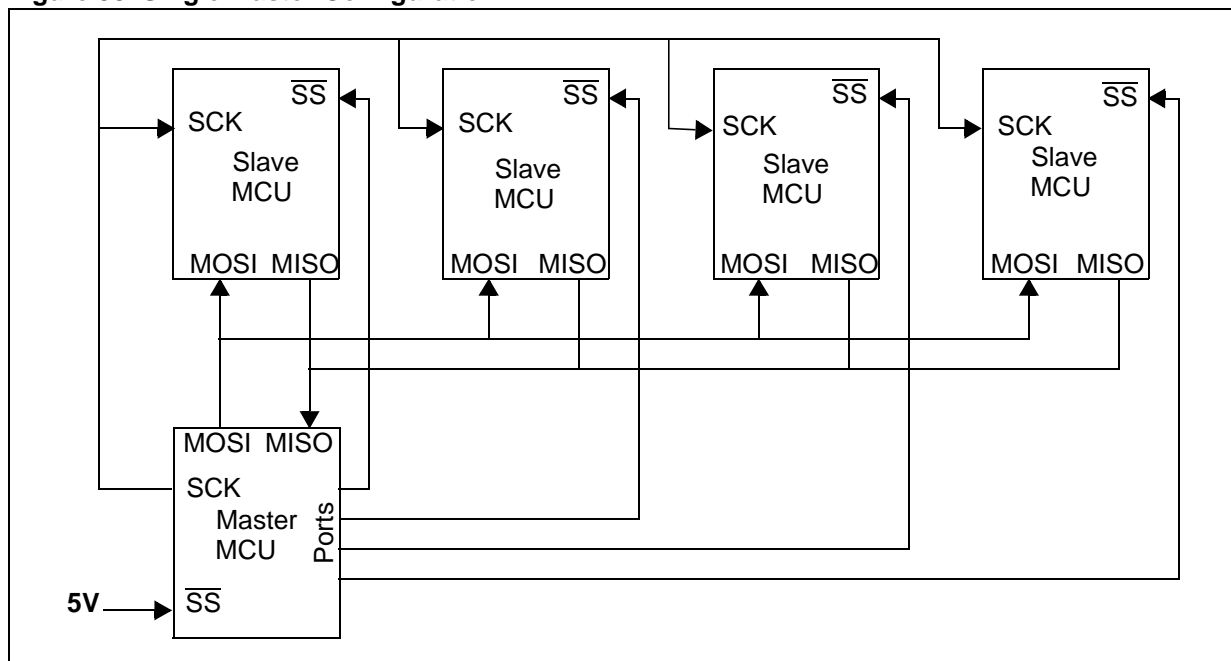 SS SS SS SS
SCK SCK SCK SCK
Slave Slave Slave Slave
MCU MCU MCU MCU
MOSI MISO MOSI MISO MOSI MISO MOSI MISO
MOSI MISO
SCK
Master
MCU
Ports
5V SS